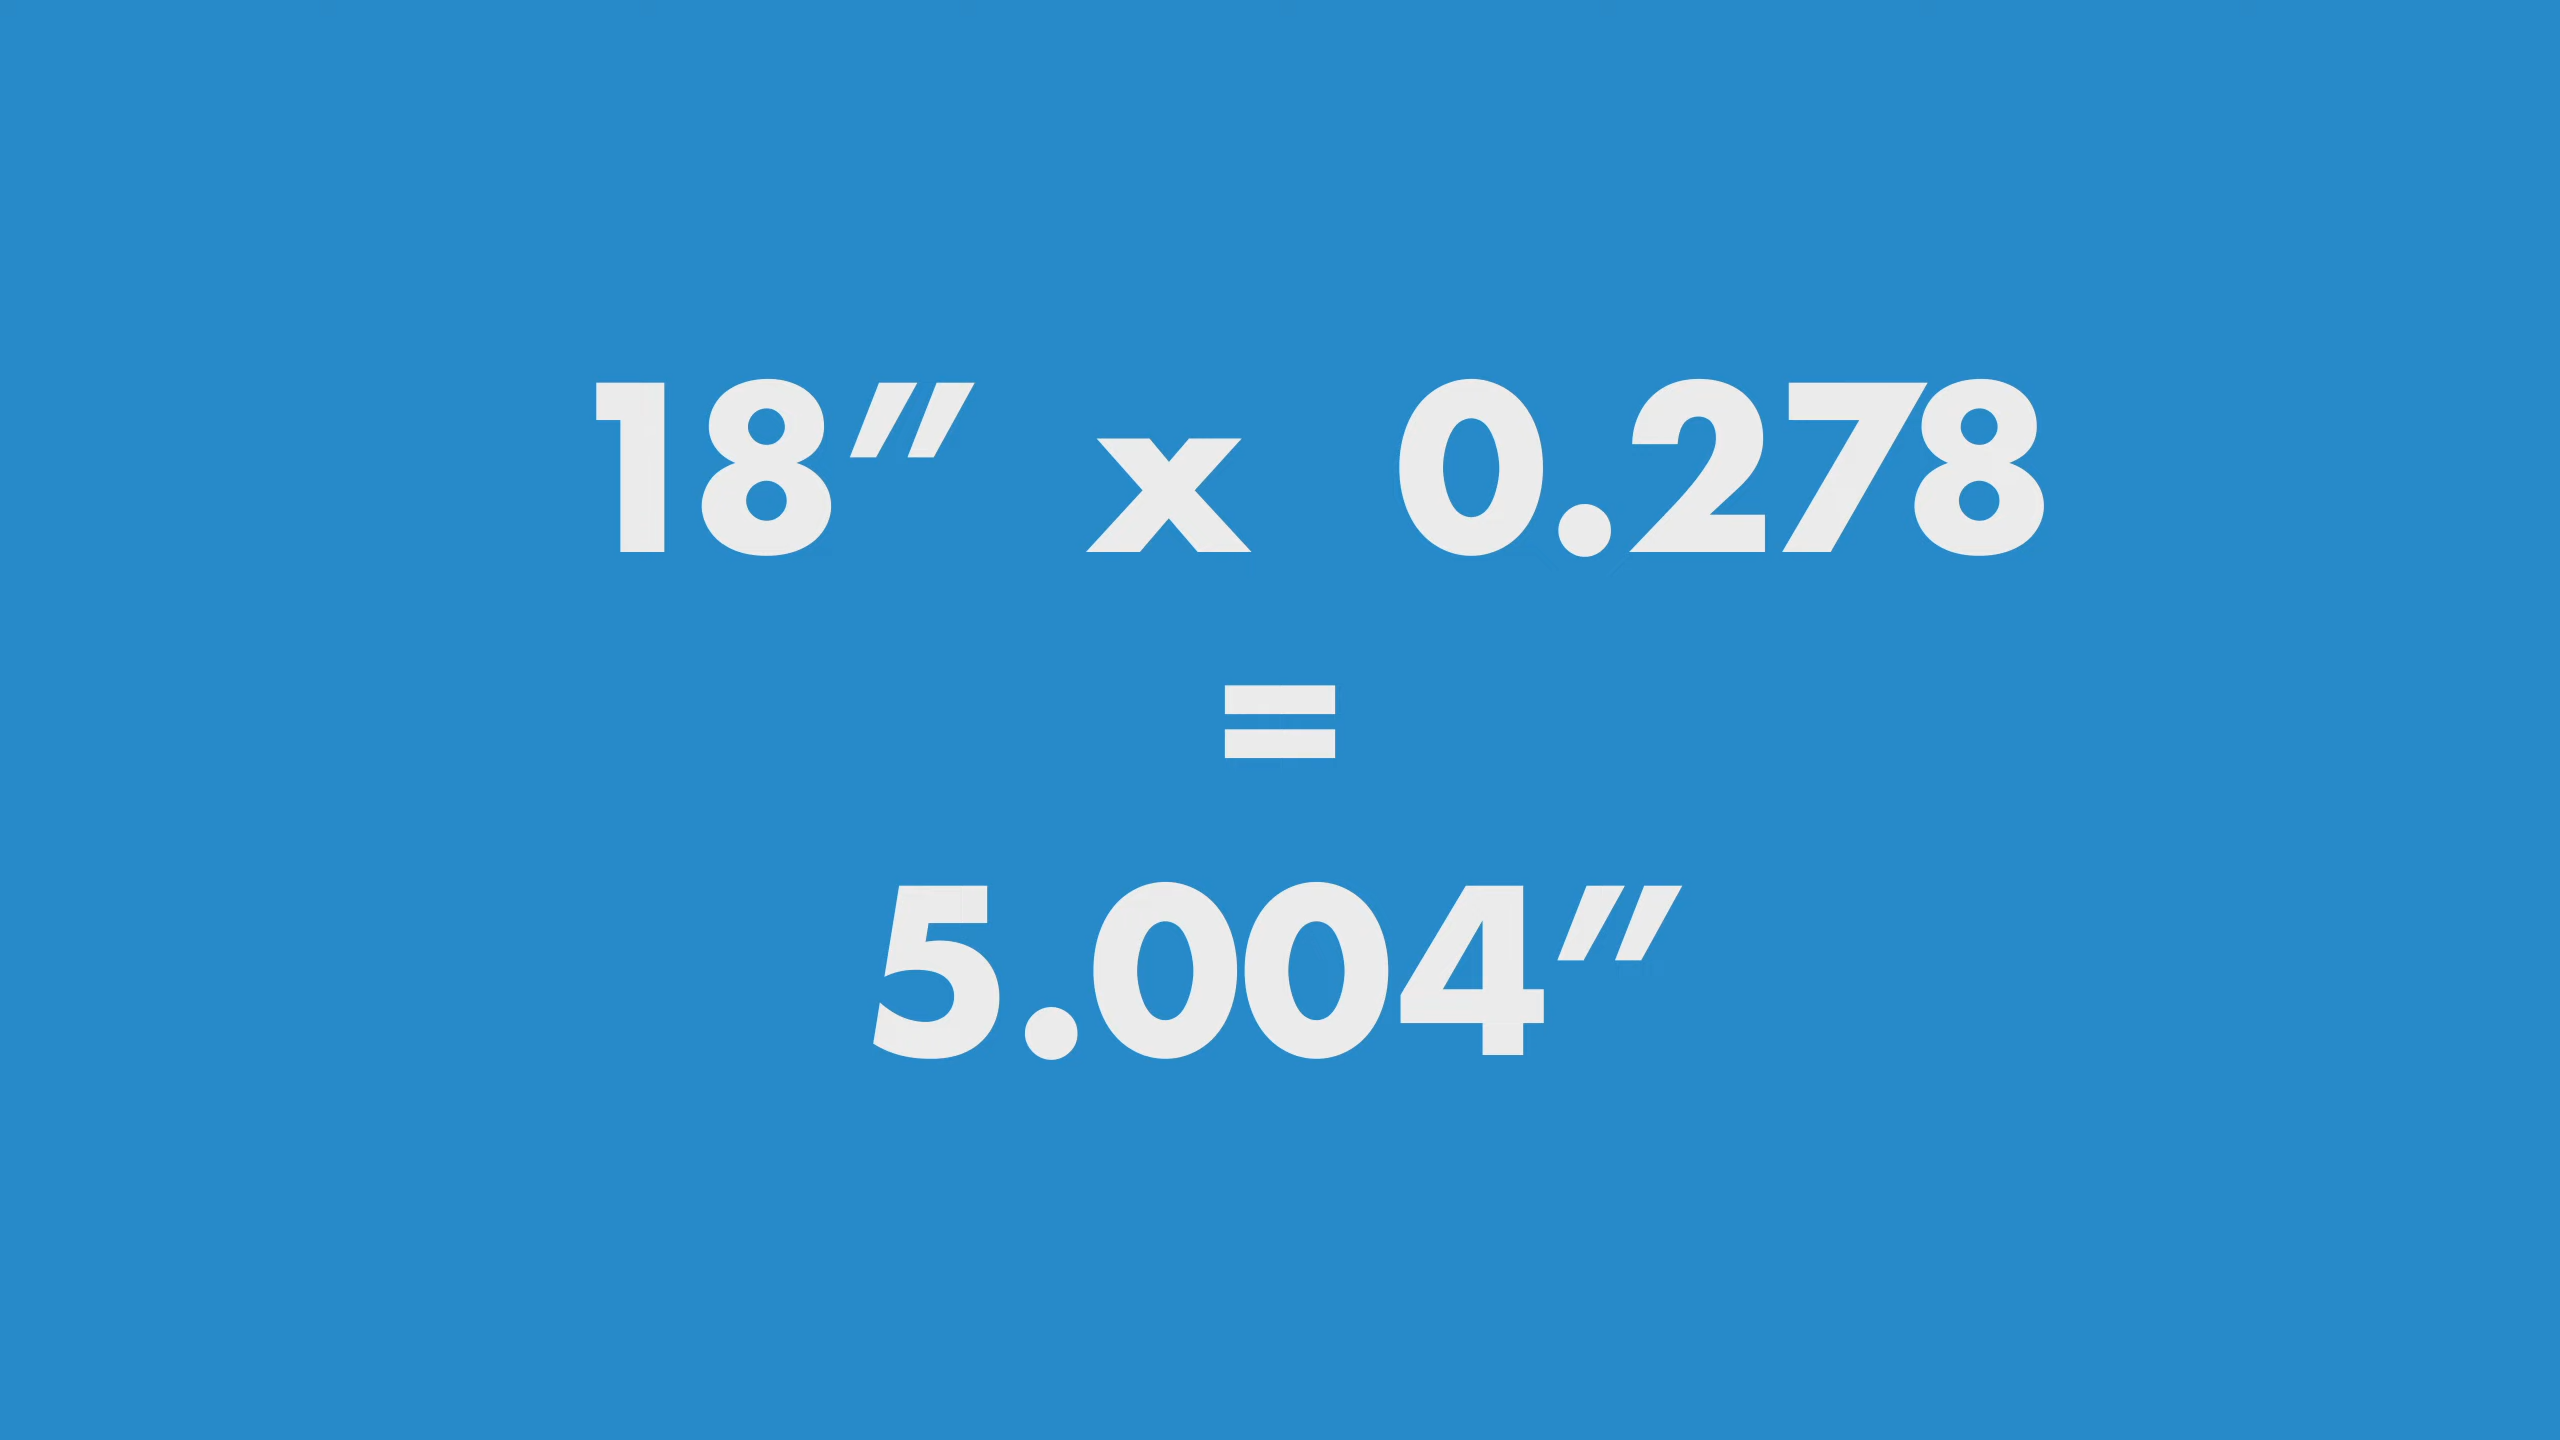 18” x 0.278
=
5.004”